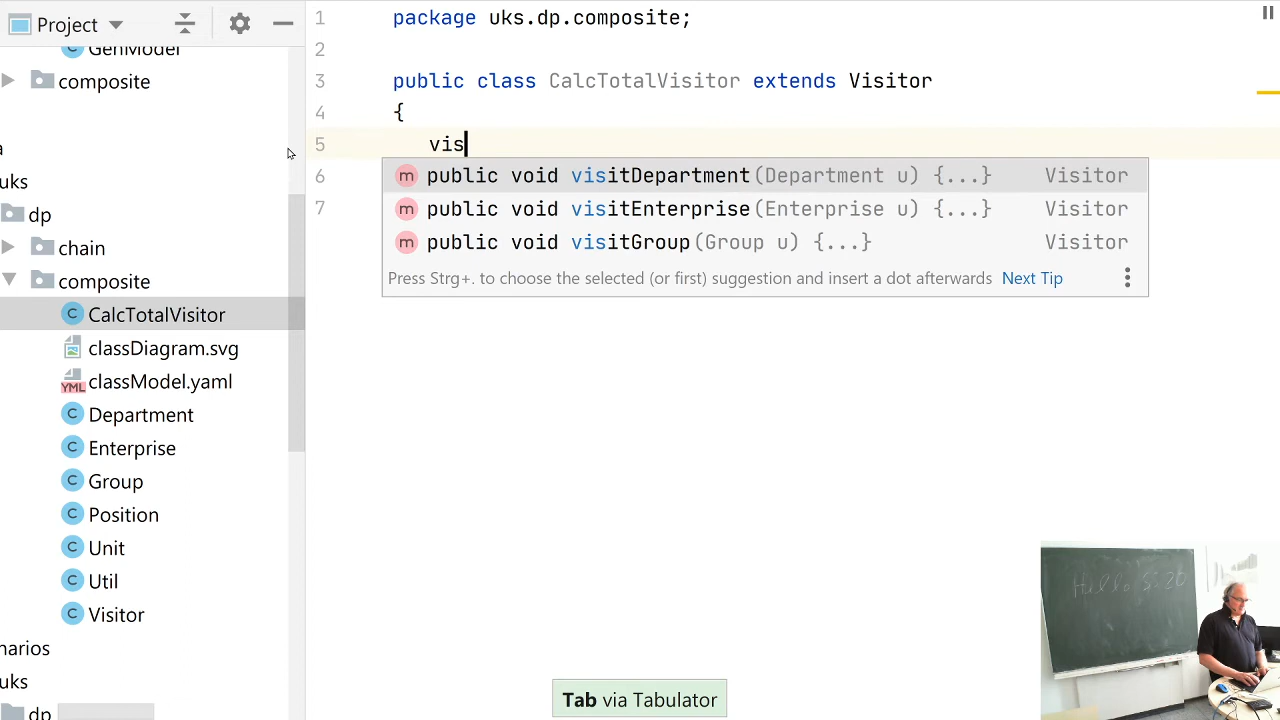 Project
GenModel
composite
a
uks
dp
chain
composite
CalcTotalVisitor
classDiagram.svg
YML classModel.yaml
Department
Enterprise
Group
Position
Unit
Util
Visitor
narios
uks
dp
1 package uks.dp.composite;
2
3 public class CalcTotalVisitor extends Visitor
4 {
5 vis
6
7
m public void visitDepartment(Department u) {...} Visitor
m public void visitEnterprise(Enterprise u) {...} Visitor
m public void visitGroup(Group u) {...} Visitor
Press Strg+. to choose the selected (or first) suggestion and insert a dot afterwards Next Tip
Hello
Tab via Tabulator